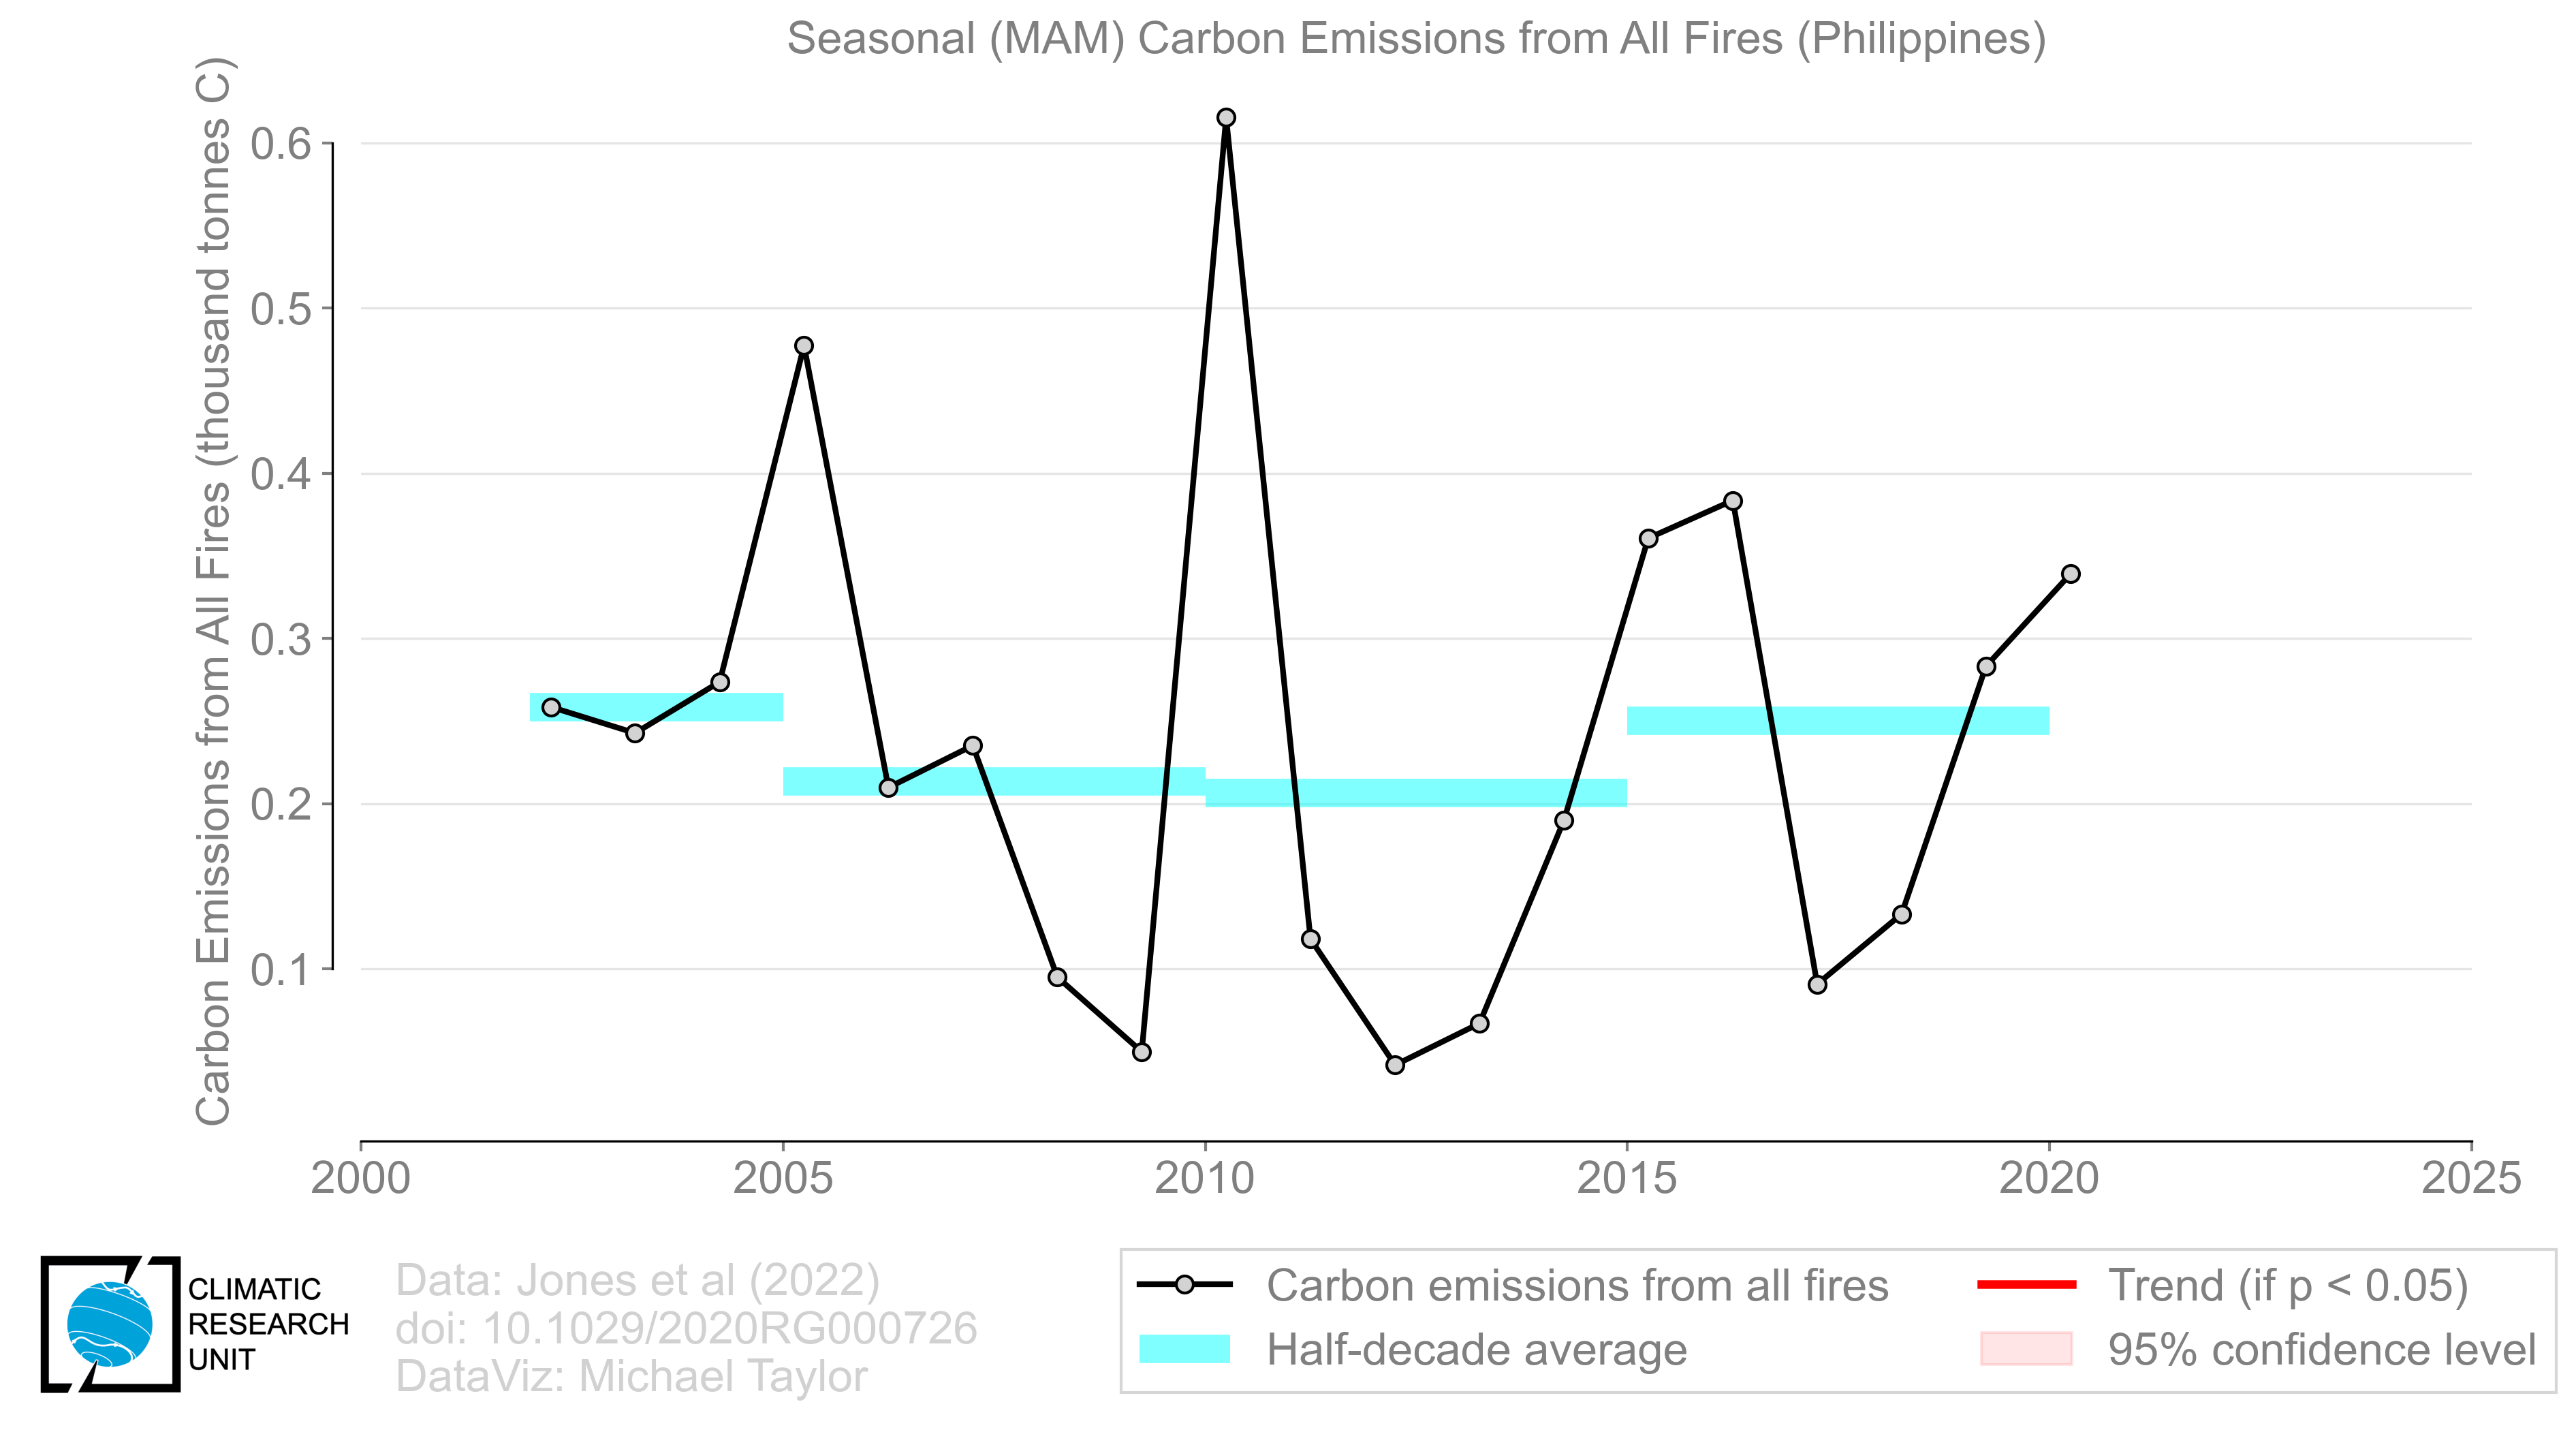 Seasonal (MAM) Carbon Emissions from All Fires (Philippines)
Carbon Emissions from All Fires (thousand tonnes C)
0.6
0.5
0.4
0.3
0.2
0.1
2000
2005
2010
2015
2020
2025
CLIMATIC
RESEARCH
UNIT
Data: Jones et al (2022)
doi: 10.1029/2020RG000726
DataViz: Michael Taylor
Carbon emissions from all fires
Half-decade average
Trend (if p < 0.05)
95% confidence level